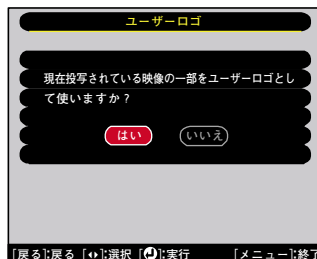 ユーザーロゴ
現在投写されている映像の一部をユーザーロゴとし
て使いますか？
はい　いいえ
[戻る]:戻る [◂▸]:選択 [⏎]:実行　[メニュー]:終了